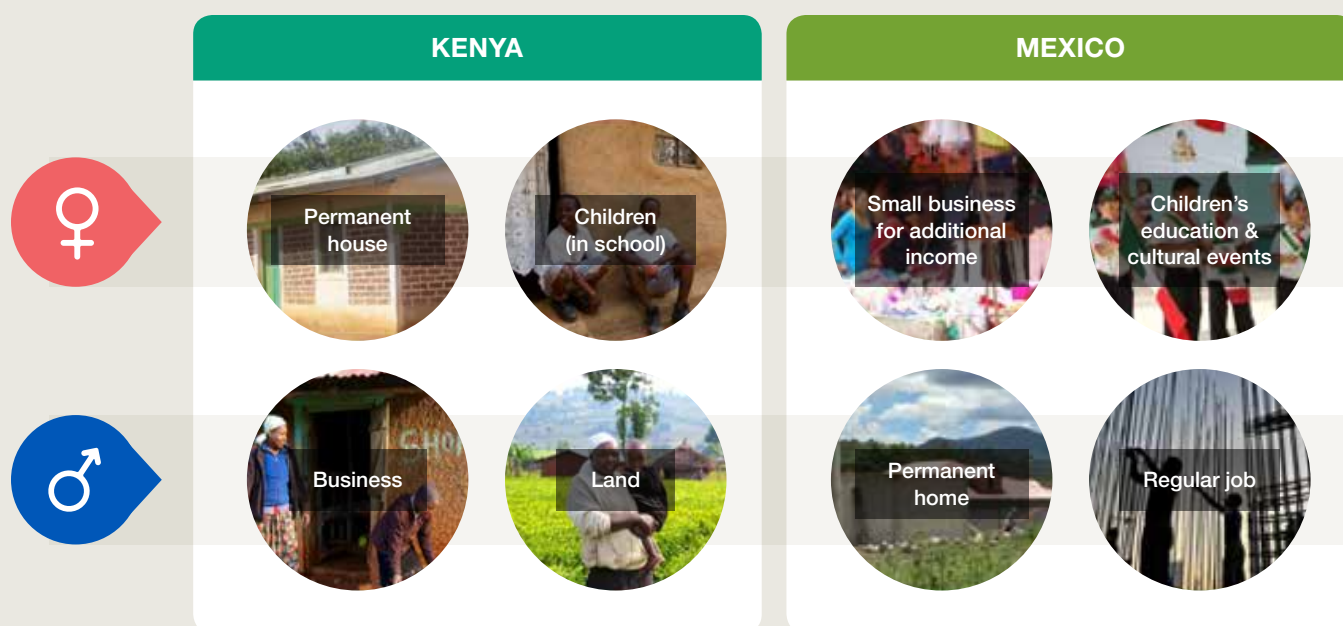 KENYA
MEXICO
Permanent
house
Children
(in school)
Small business
for additional
income
Children's
education &
cultural events
Business
Land
Permanent
home
Regular job